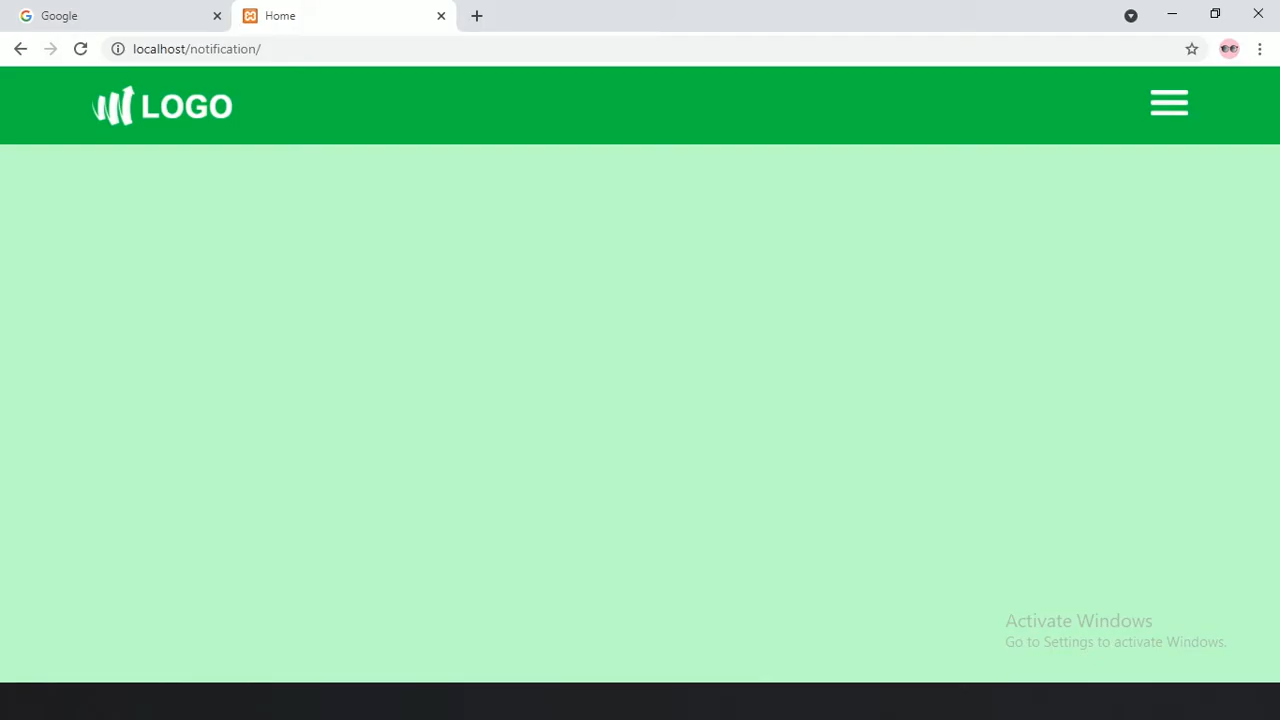 Google
Home
localhost/notification/
LOGO
Activate Windows
Go to Settings to activate Windows.